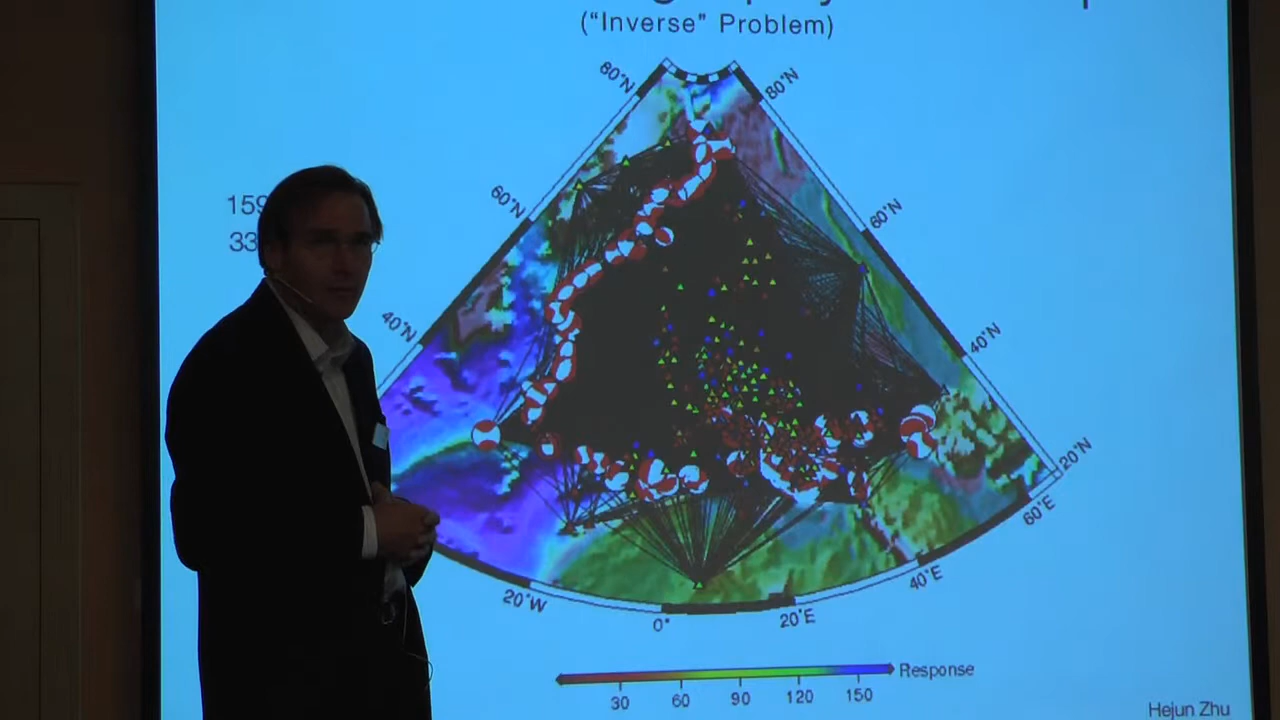 ("Inverse" Problem)
80°N
80°N
60°N
60°N
40°N
40°N
20°N
60°E
40°E
20°W
0°
20°E
Response
30 60 90 120 150
Hejun Zhu